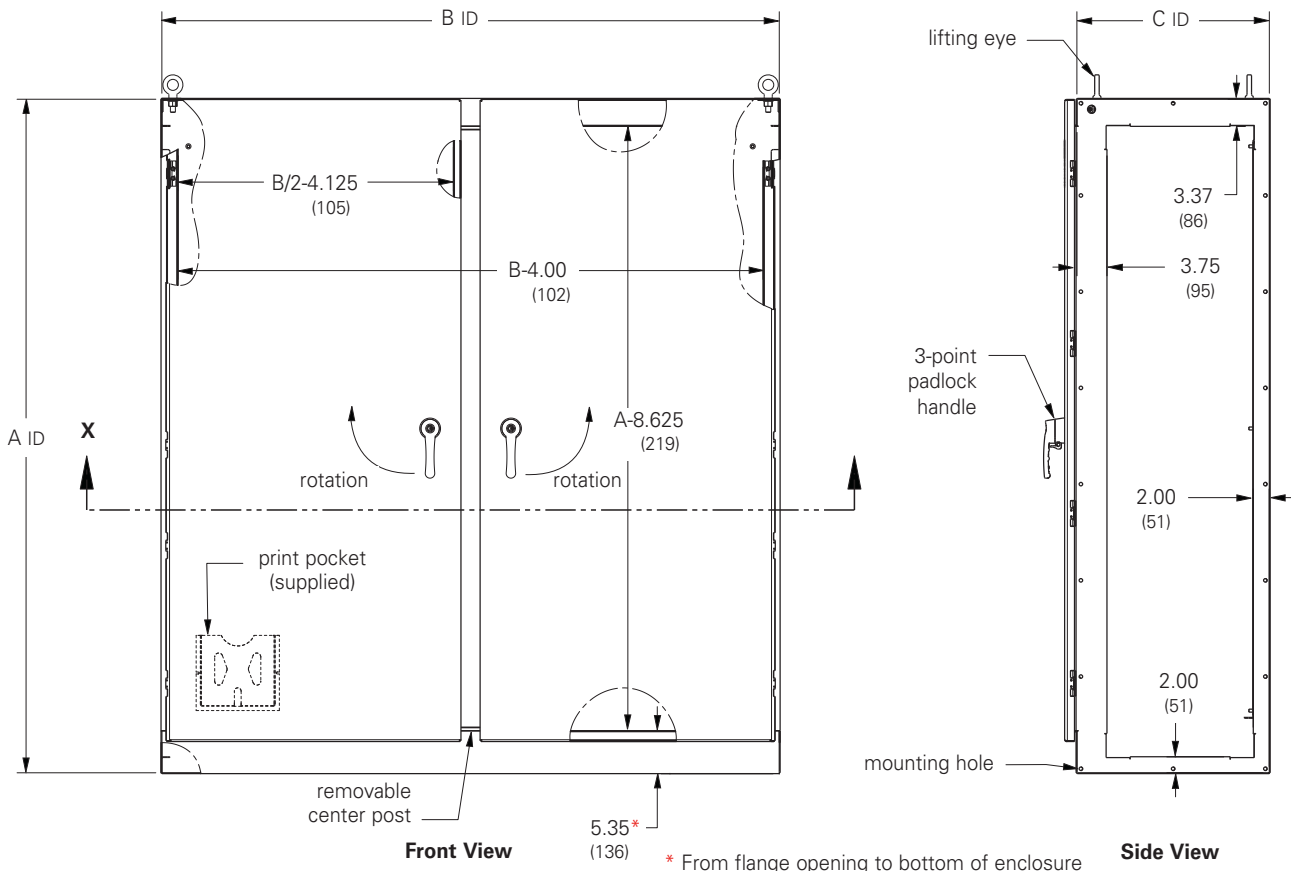 B ID
C ID
lifting eye
B/2-4.125
(105)
3.37
(86)
B-4.00
(102)
3.75
(95)
3-point
padlock
handle
A ID
X
A-8.625
(219)
rotation
rotation
2.00
(51)
print pocket
(supplied)
2.00
(51)
mounting hole
removable
center post
5.35*
(136)
Front View
* From flange opening to bottom of enclosure
Side View